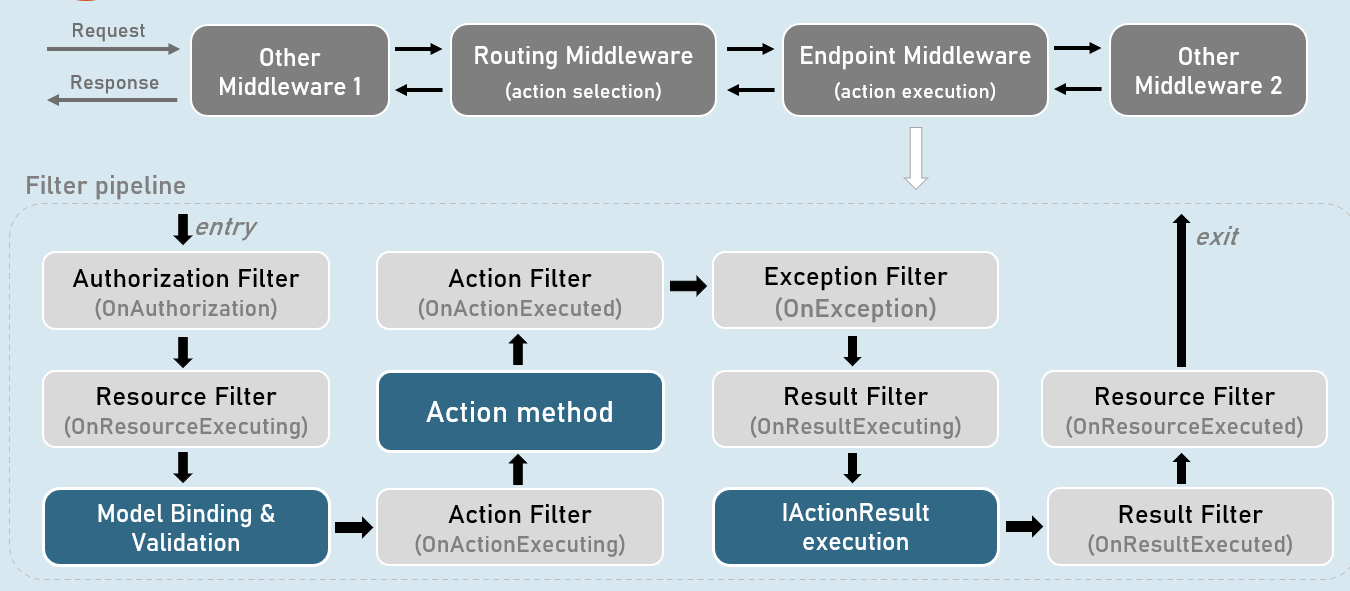 Request
Response
Other
Middleware 1
Routing Middleware
(action selection)
Endpoint Middleware
(action execution)
Other
Middleware 2
Filter pipeline
entry
exit
Authorization Filter
(OnAuthorization)
Resource Filter
(OnResourceExecuting)
Model Binding &
Validation
Action Filter
(OnActionExecuting)
Action method
Action Filter
(OnActionExecuted)
Exception Filter
(OnException)
Result Filter
(OnResultExecuting)
IActionResult
execution
Result Filter
(OnResultExecuted)
Resource Filter
(OnResourceExecuted)